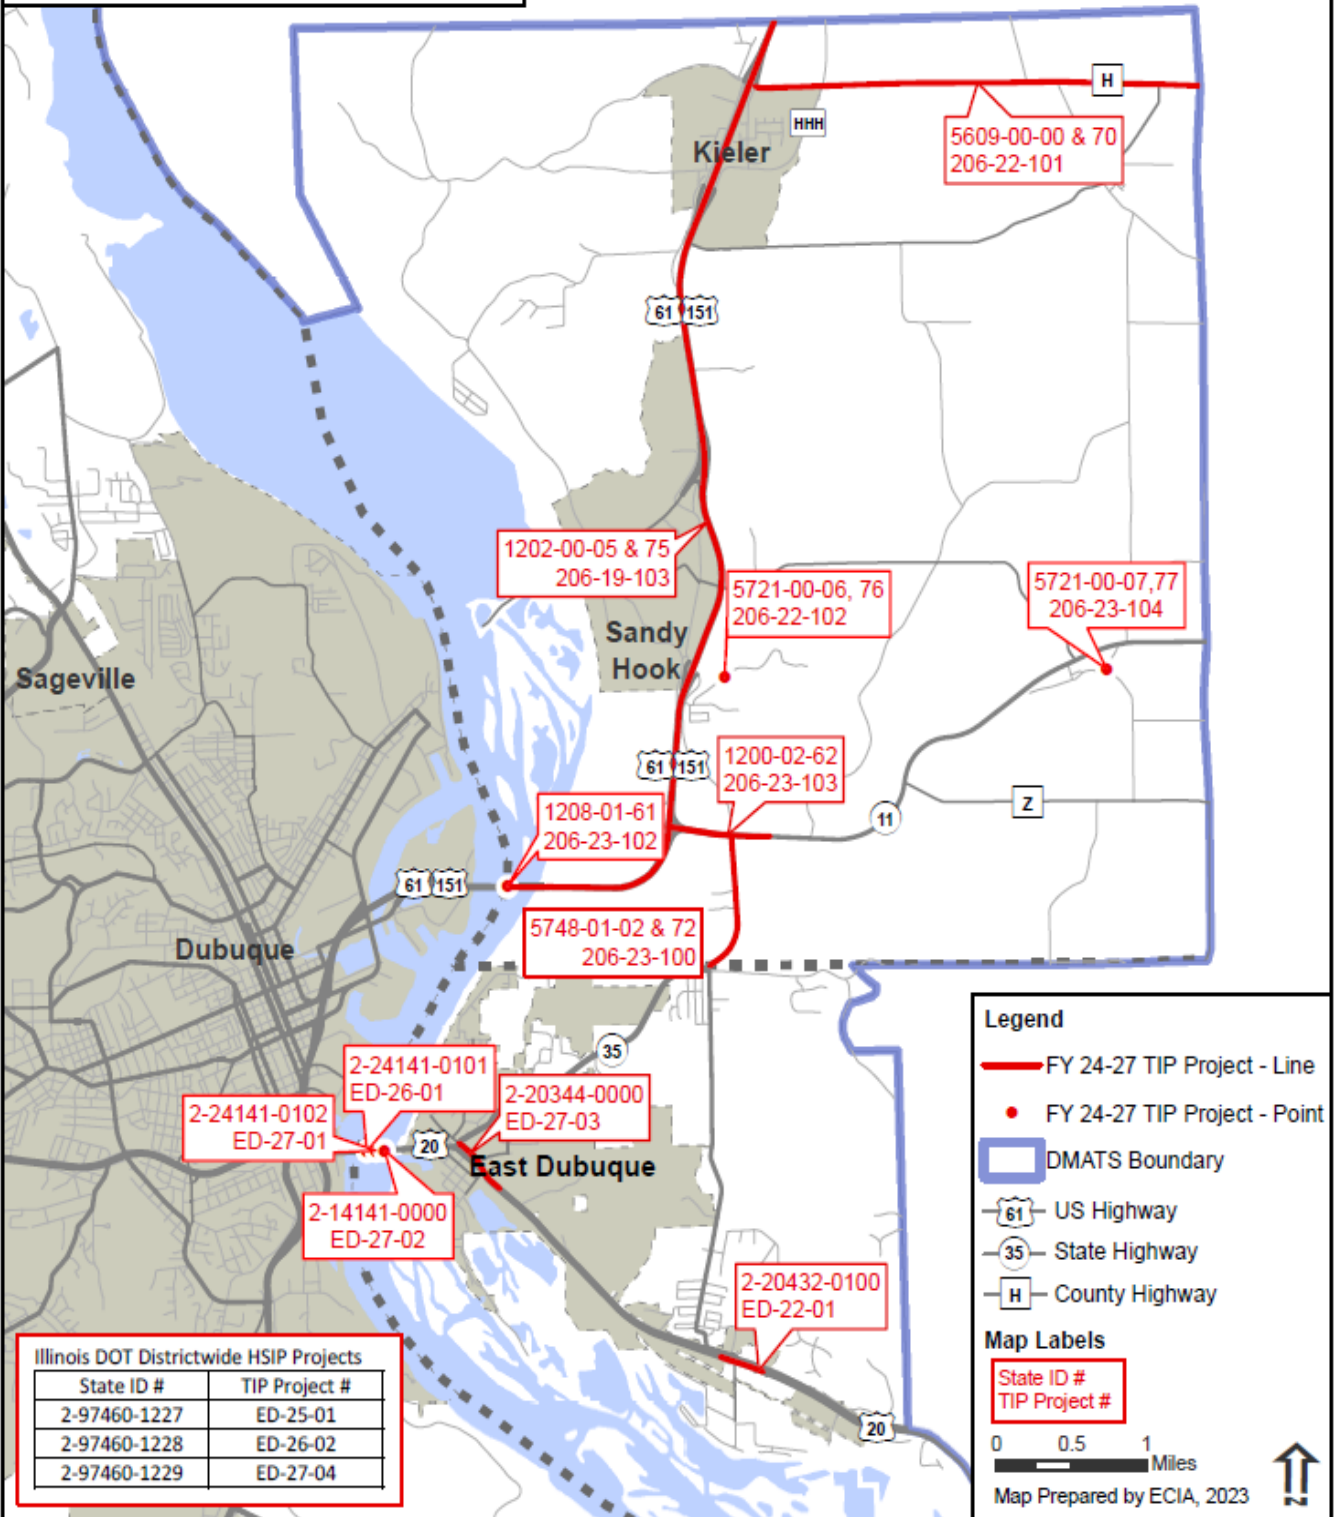 H
HHH
Kieler
5609-00-00 & 70
206-22-101
61 151
1202-00-05 & 75
206-19-103
5721-00-06, 76
206-22-102
5721-00-07,77
206-23-104
Sandy
Hook
Sageville
61 151
1200-02-62
206-23-103
1208-01-61
206-23-102
11
Z
61 151
5748-01-02 & 72
206-23-100
Dubuque
35
2-24141-0101
ED-26-01
2-20344-0000
ED-27-03
2-24141-0102
ED-27-01
20
East Dubuque
2-14141-0000
ED-27-02
2-20432-0100
ED-22-01
20
Illinois DOT Districtwide HSIP Projects
State ID # TIP Project #
2-97460-1227 ED-25-01
2-97460-1228 ED-26-02
2-97460-1229 ED-27-04
Legend
FY 24-27 TIP Project - Line
FY 24-27 TIP Project - Point
DMATS Boundary
61 US Highway
35 State Highway
H County Highway
Map Labels
State ID #
TIP Project #
0 0.5 1
Miles
Map Prepared by ECIA, 2023
N